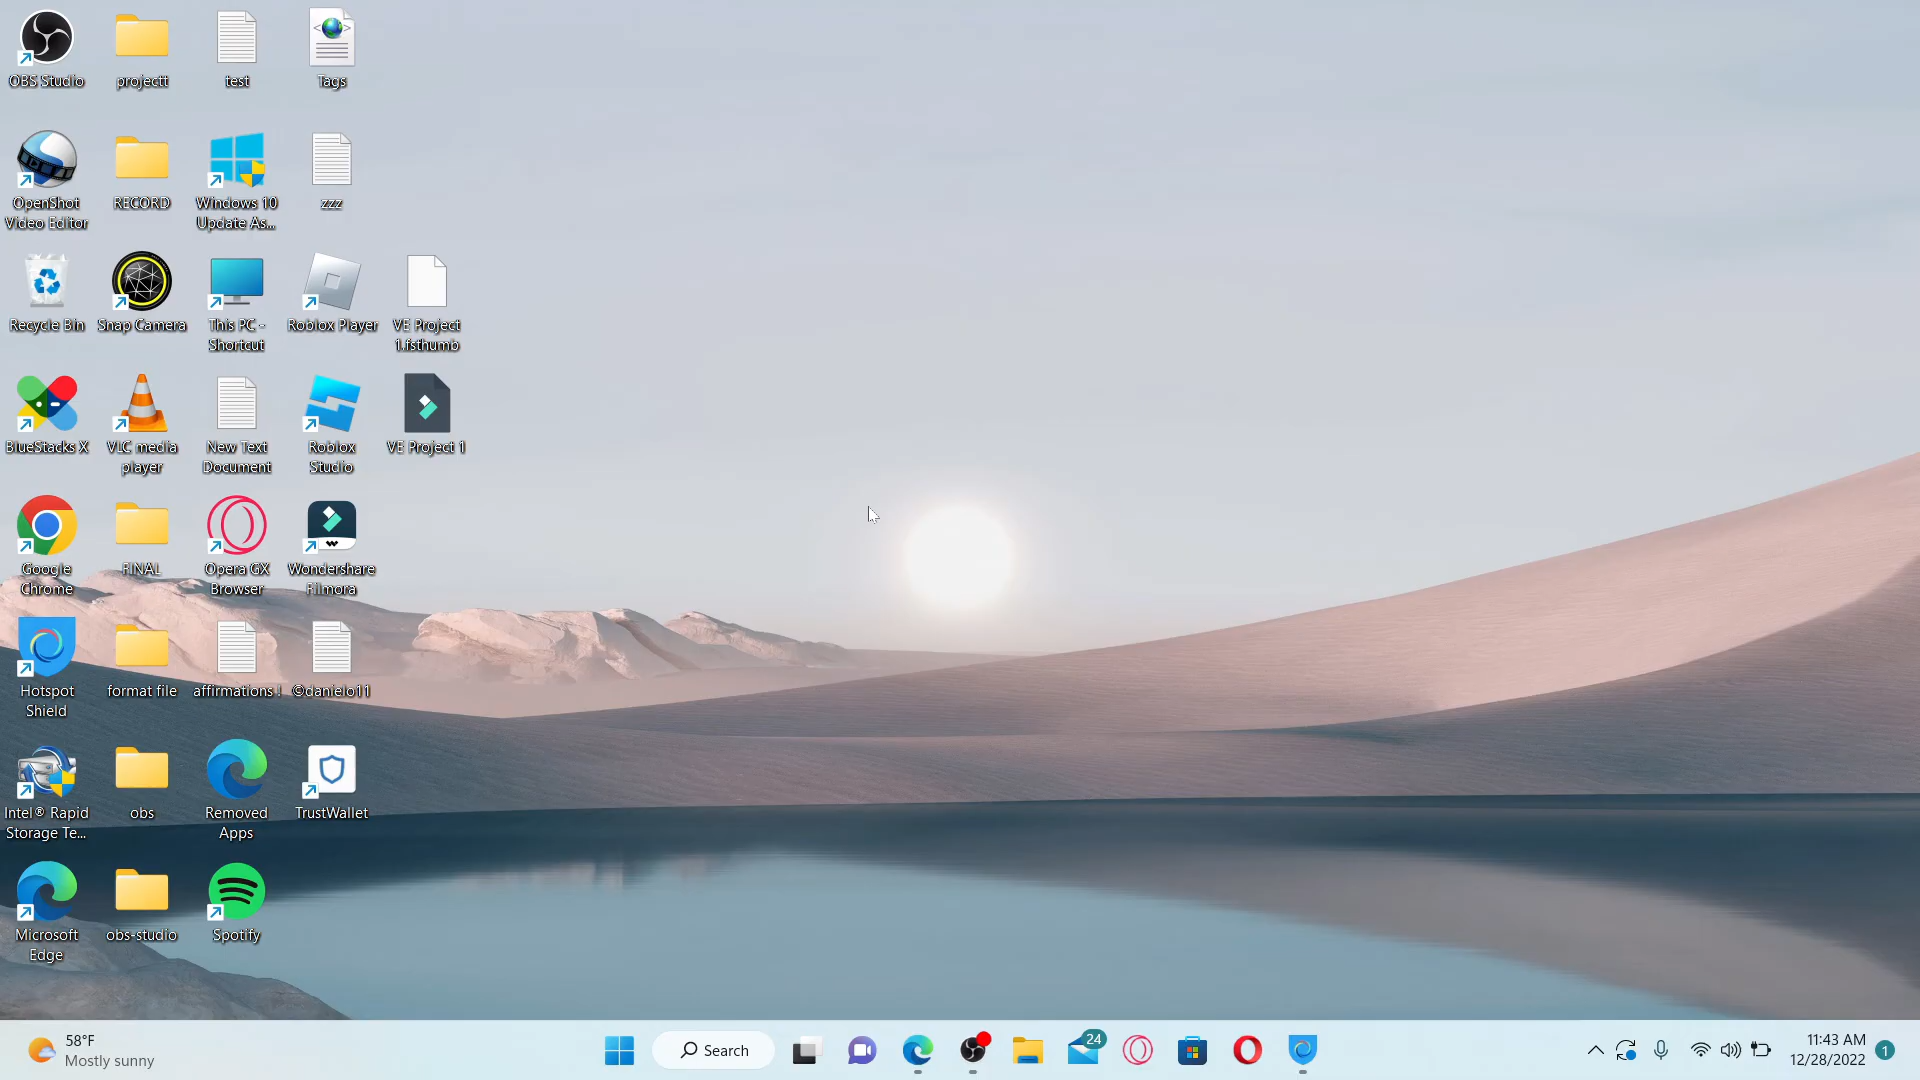 OBS Studio
projectt
test
Tags
OpenShot
Video Editor
RECORD
Windows 10
Update As...
zzz
Recycle Bin
Snap Camera
This PC -
Shortcut
Roblox Player
VE Project
1.fsthumb
BlueStacks X
VLC media
player
New Text
Document
Roblox
Studio
VE Project 1
Google
Chrome
FINAL
Opera GX
Browser
Wondershare
Filmora
Hotspot
Shield
format file
affirmations !
©danielo11
Intel® Rapid
Storage Te...
obs
Removed
Apps
TrustWallet
Microsoft
Edge
obs-studio
Spotify
58°F
Mostly sunny
Search
24
11:43 AM
12/28/2022
1